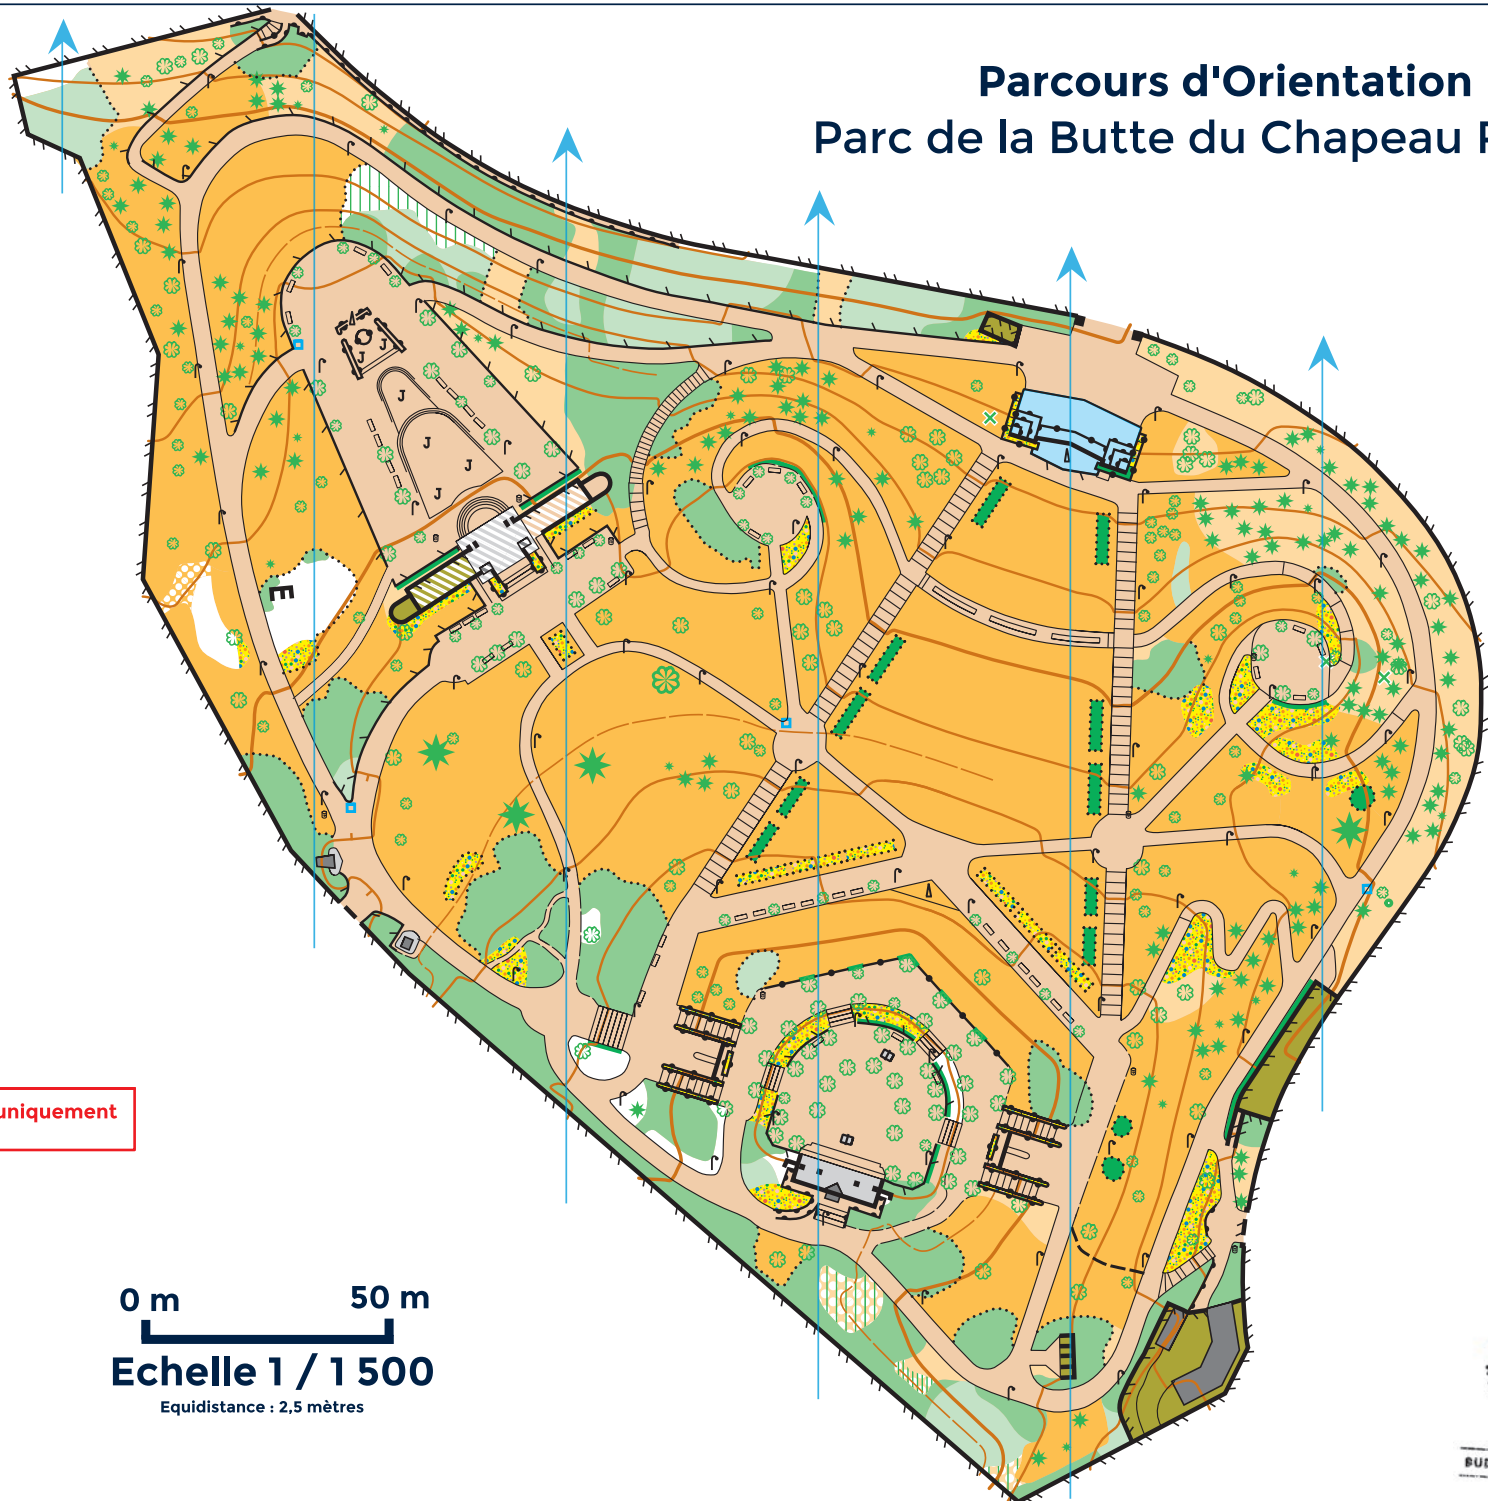 Parcours d'Orientation
Parc de la Butte du Chapeau
uniquement
J
J
J
J
J
J
E
0 m 50 m
Echelle 1 / 1 500
Equidistance : 2,5 mètres